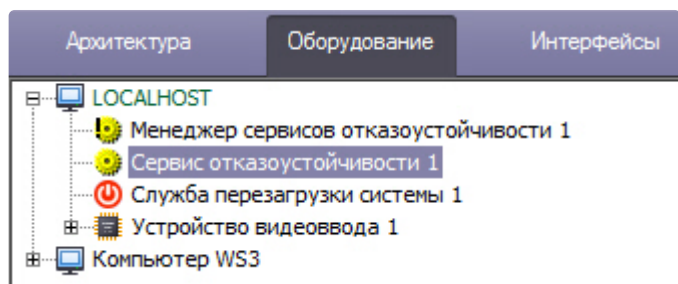 Архитектура Оборудование Интерфейсы
LOCALHOST
Менеджер сервисов отказоустойчивости 1
Сервис отказоустойчивости 1
Служба перезагрузки системы 1
Устройство видеоввода 1
Компьютер WS3